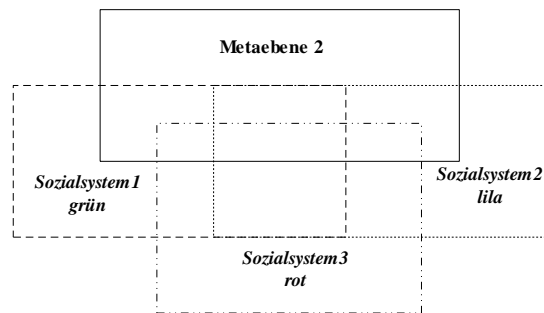 Metaebene 2
Sozialsystem1
grün
Sozialsystem2
lila
Sozialsystem3
rot